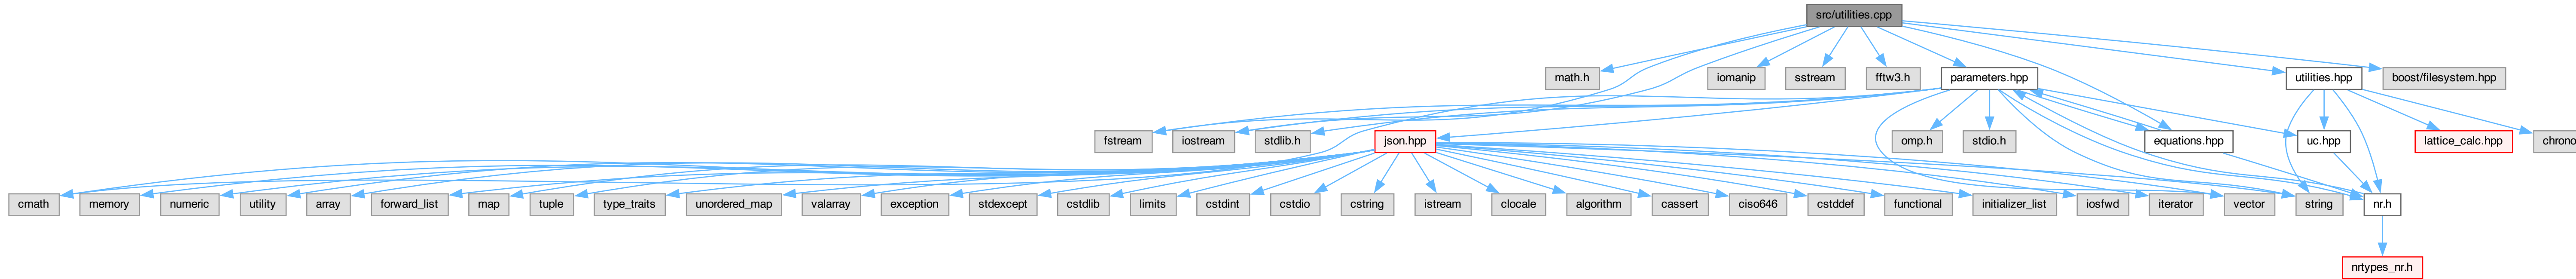 src/utilities.cpp
math.h
iomanip
sstream
fftw3.h
parameters.hpp
utilities.hpp
boost/filesystem.hpp
fstream
iostream
stdlib.h
json.hpp
omp.h
stdio.h
equations.hpp
uc.hpp
lattice_calc.hpp
chrono
cmath
memory
numeric
utility
array
forward_list
map
tuple
type_traits
unordered_map
valarray
exception
stdexcept
cstdlib
limits
cstdint
cstdio
cstring
istream
clocale
algorithm
cassert
ciso646
cstddef
functional
initializer_list
iosfwd
iterator
vector
string
nr.h
nrtypes_nr.h